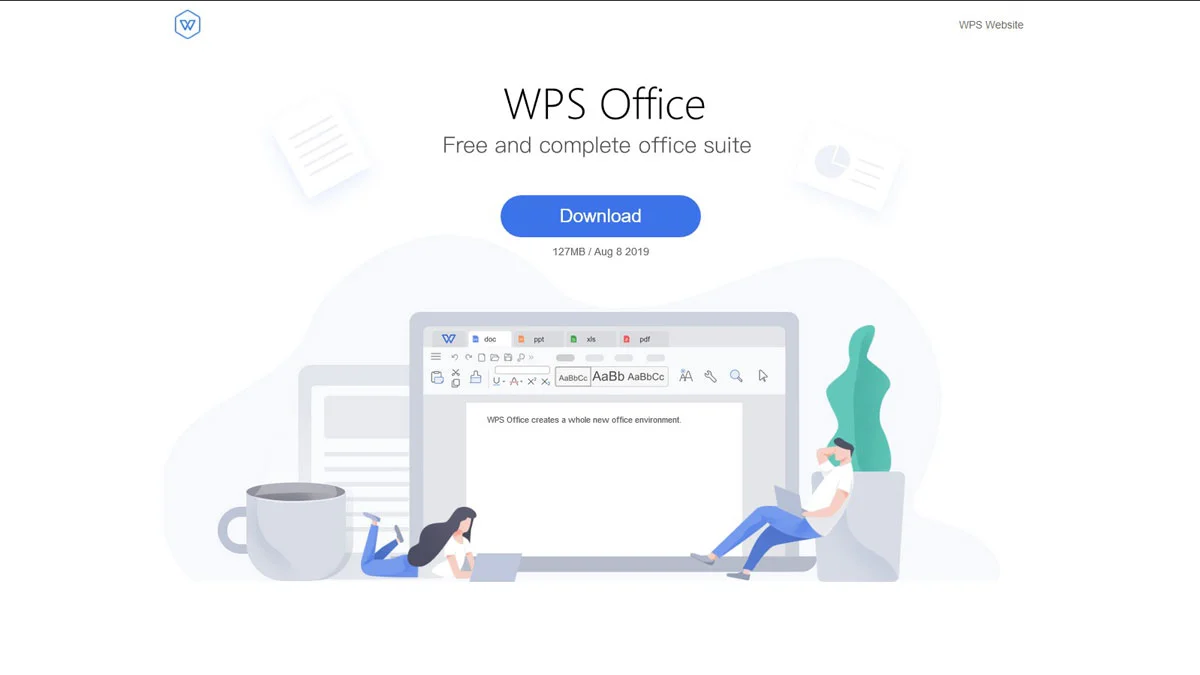 WPS Website
WPS Office
Free and complete office suite
Download
127MB / Aug 8 2019
doc ppt xls pdf
AaBbCc AaBb AaBbCc
WPS Office creates a whole new office environment.